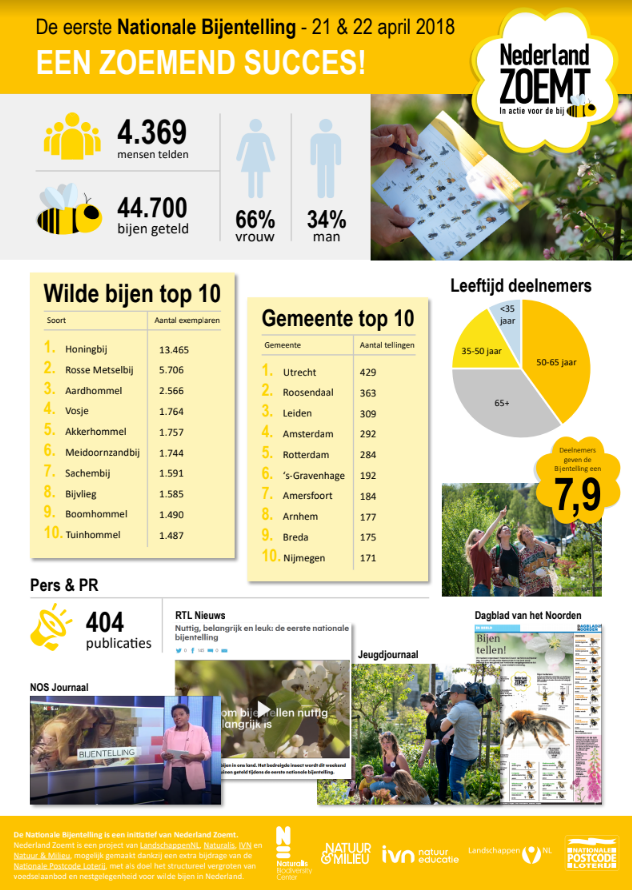 De eerste Nationale Bijentelling - 21 & 22 april 2018
EEN ZOEMEND SUCCES!
Nederland
ZOEMT
In actie voor de bij
4.369
mensen telden
44.700
bijen geteld
66%
vrouw
34%
man
Wilde bijen top 10
Soort Aantal exemplaren
1. Honingbij 13.465
2. Rosse Metselbij 5.706
3. Aardhommel 2.566
4. Vosje 1.764
5. Akkerhommel 1.757
6. Meidoornzandbij 1.744
7. Sachembij 1.591
8. Bijvlieg 1.585
9. Boomhommel 1.490
10. Tuinhommel 1.487
Gemeente top 10
Gemeente Aantal tellingen
1. Utrecht 429
2. Roosendaal 363
3. Leiden 309
4. Amsterdam 292
5. Rotterdam 284
6. 's-Gravenhage 192
7. Amersfoort 184
8. Arnhem 177
9. Breda 175
10. Nijmegen 171
Leeftijd deelnemers
<35
jaar
35-50 jaar
50-65 jaar
65+
Deelnemers
geven de
Bijentelling een
7,9
Pers & PR
404
publicaties
RTL Nieuws
Nuttig, belangrijk en leuk: de eerste nationale
bijentelling
om bijentellen nuttig
langrijk is
Jeugdjournaal
Dagblad van het Noorden
Bijen
tellen!
NOS Journaal
BIJENTELLING
De Nationale Bijentelling is een initiatief van Nederland Zoemt.
Nederland Zoemt is een project van LandschappenNL, Naturalis, IVN en
Natuur & Milieu, mogelijk gemaakt dankzij een extra bijdrage van de
Nationale Postcode Loterij, met als doel het structureel vergroten van
voedselaanbod en nestgelegenheid voor wilde bijen in Nederland.
Naturalis
Biodiversity
Center
NATUUR
&MILIEU
ivn natuur
educatie
Landschappen NL
NATIONALE
POSTCODE
LOTERIJ